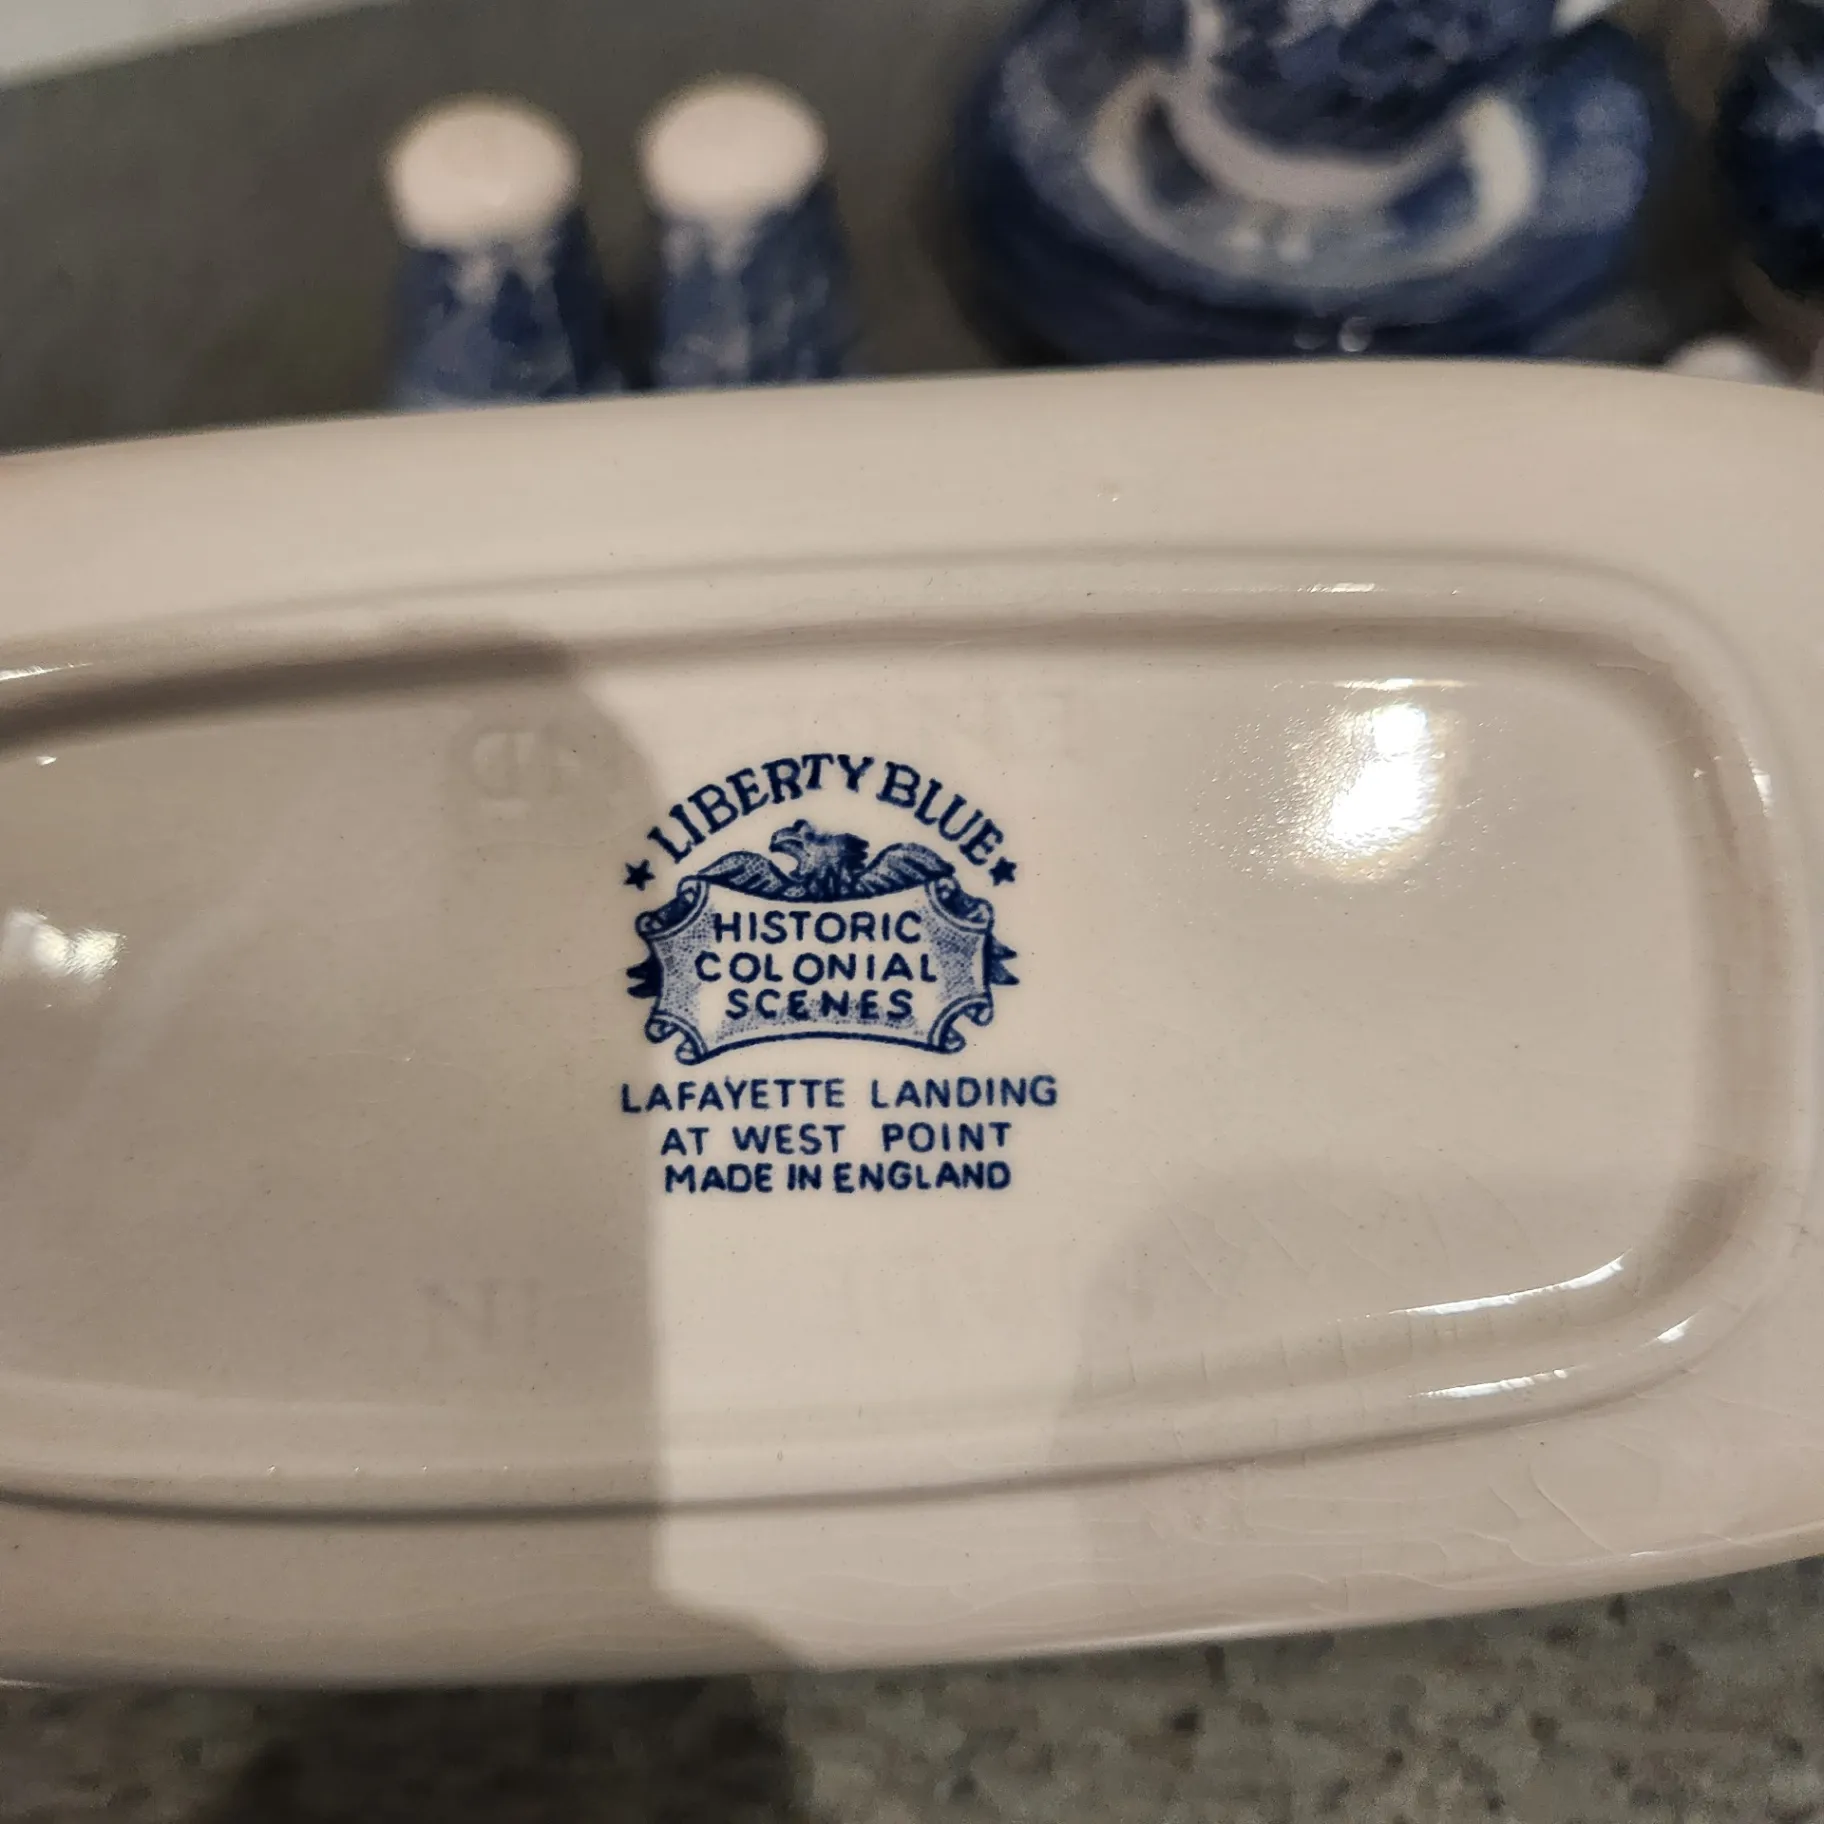 LIBERTY BLUE
HISTORIC
COLONIAL
SCENES
LAFAYETTE LANDING
AT WEST POINT
MADE IN ENGLAND